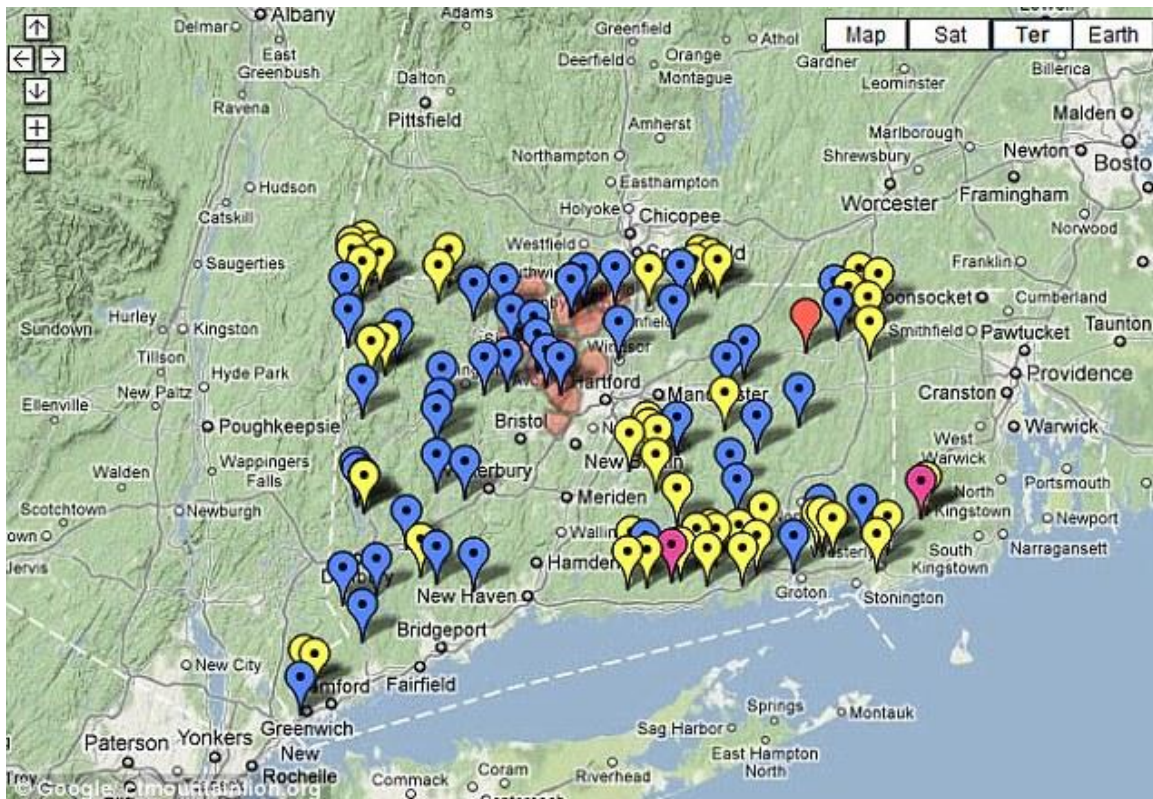 Map
Sat
Ter
Earth
Albany
Delmar
Adams
East
Greenbush
Ravena
Dalton
Pittsfield
Greenfield
Deerfield
Orange
Montague
Athol
Gardner
Leominster
Billerica
Malden
Marlborough
Newton
Shrewsbury
Framingham
Worcester
Norwood
Amherst
Northampton
Easthampton
Holyoke
Chicopee
Westfield
Hudson
Catskill
Saugerties
Franklin
Cumberland
Smithfield
Pawtucket
Taunton
Providence
Cranston
Warwick
West
Warwick
North
Kingstown
Portsmouth
Newport
South
Kingstown
Narragansett
Hurley
Kingston
Sundown
Tillson
New Paltz
Hyde Park
Ellenville
Poughkeepsie
Walden
Wappingers
Falls
Scotchtown
Newburgh
Hartford
Bristol
Meriden
Hamden
New Haven
Bridgeport
Fairfield
Groton
Stonington
New City
Greenwich
Paterson
Yonkers
New
Rochelle
Sag Harbor
Springs
Montauk
East Hampton
North
Riverhead
Coram
Commack